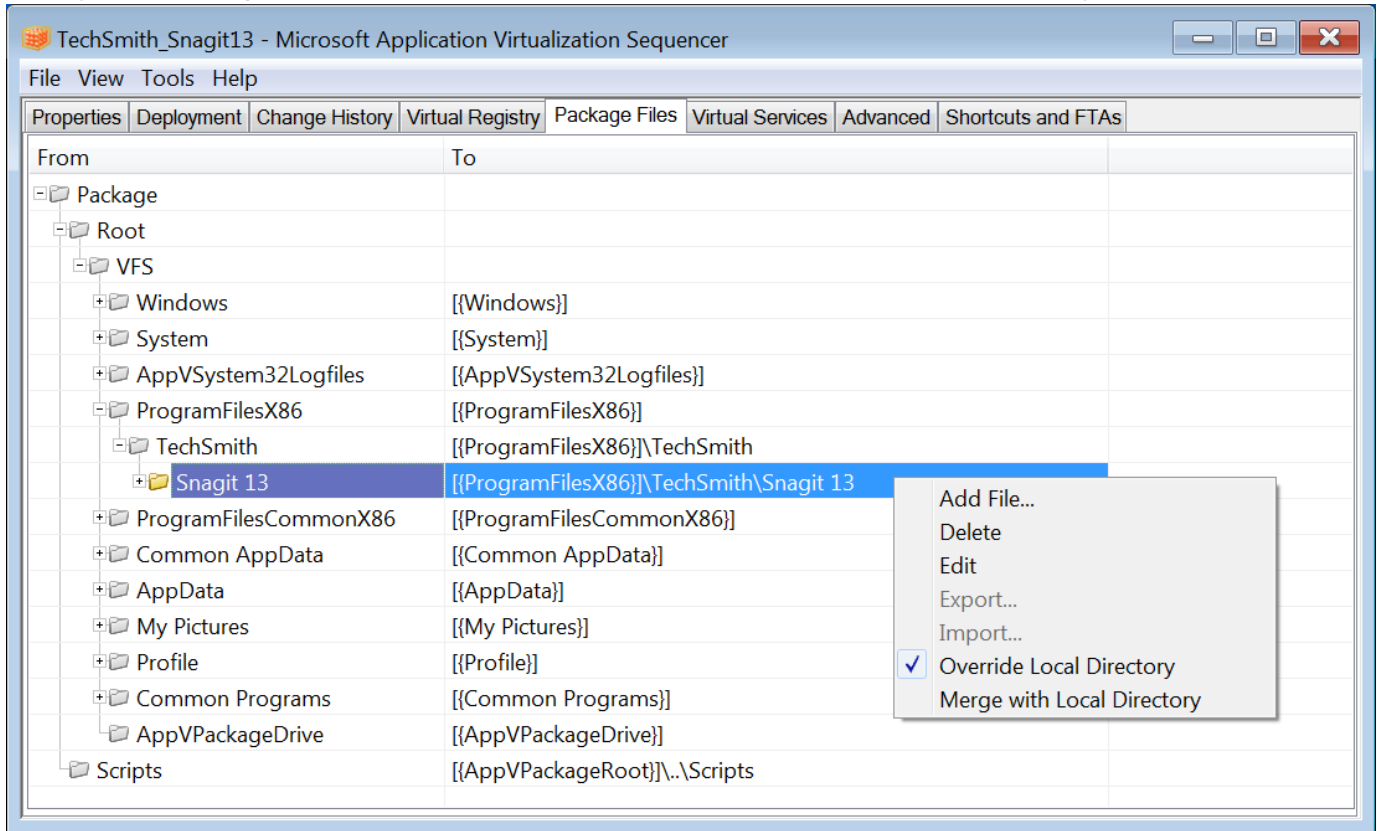 TechSmith_Snagit13 - Microsoft Application Virtualization Sequencer
File View Tools Help
Properties Deployment Change History Virtual Registry Package Files Virtual Services Advanced Shortcuts and FTAs
From To
Package
Root
VFS
Windows [{Windows}]
System [{System}]
AppVSystem32Logfiles [{AppVSystem32Logfiles}]
ProgramFilesX86 [{ProgramFilesX86}]
TechSmith [{ProgramFilesX86}]\TechSmith
Snagit 13 [{ProgramFilesX86}]\TechSmith\Snagit 13
ProgramFilesCommonX86 [{ProgramFilesCommonX86}]
Common AppData [{Common AppData}]
AppData [{AppData}]
My Pictures [{My Pictures}]
Profile [{Profile}]
Common Programs [{Common Programs}]
AppVPackageDrive [{AppVPackageDrive}]
Scripts [{AppVPackageRoot}]\..\Scripts
Add File...
Delete
Edit
Export...
Import...
Override Local Directory
Merge with Local Directory